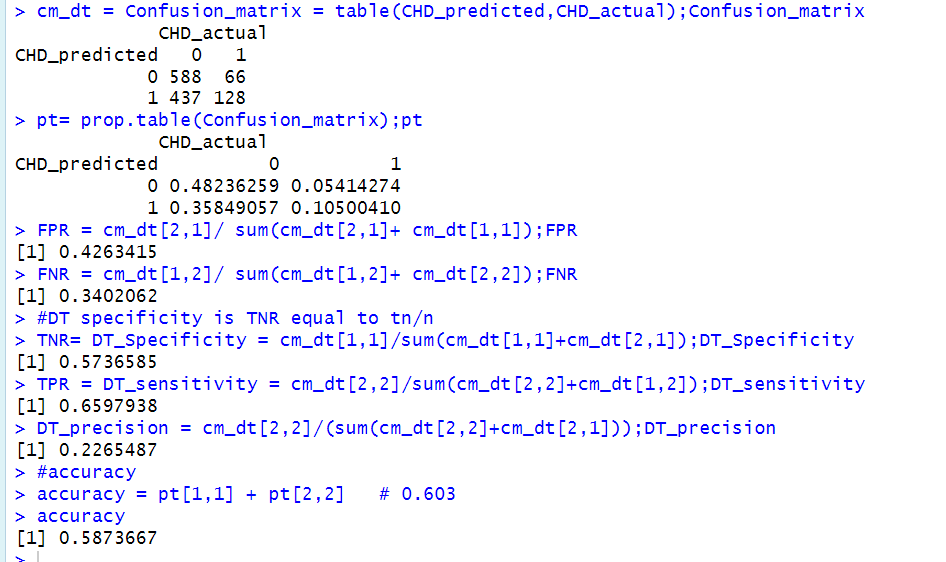 > cm_dt = Confusion_matrix = table(CHD_predicted,CHD_actual);Confusion_matrix
             CHD_actual
CHD_predicted   0   1
            0 588  66
            1 437 128
> pt= prop.table(Confusion_matrix);pt
             CHD_actual
CHD_predicted          0          1
            0 0.48236259 0.05414274
            1 0.35849057 0.10500410
> FPR = cm_dt[2,1]/ sum(cm_dt[2,1]+ cm_dt[1,1]);FPR
[1] 0.4263415
> FNR = cm_dt[1,2]/ sum(cm_dt[1,2]+ cm_dt[2,2]);FNR
[1] 0.3402062
> #DT specificity is TNR equal to tn/n
> TNR= DT_Specificity = cm_dt[1,1]/sum(cm_dt[1,1]+cm_dt[2,1]);DT_Specificity
[1] 0.5736585
> TPR = DT_sensitivity = cm_dt[2,2]/sum(cm_dt[2,2]+cm_dt[1,2]);DT_sensitivity
[1] 0.6597938
> DT_precision = cm_dt[2,2]/(sum(cm_dt[2,2]+cm_dt[2,1]));DT_precision
[1] 0.2265487
> #accuracy
> accuracy = pt[1,1] + pt[2,2]   # 0.603
> accuracy
[1] 0.5873667
>